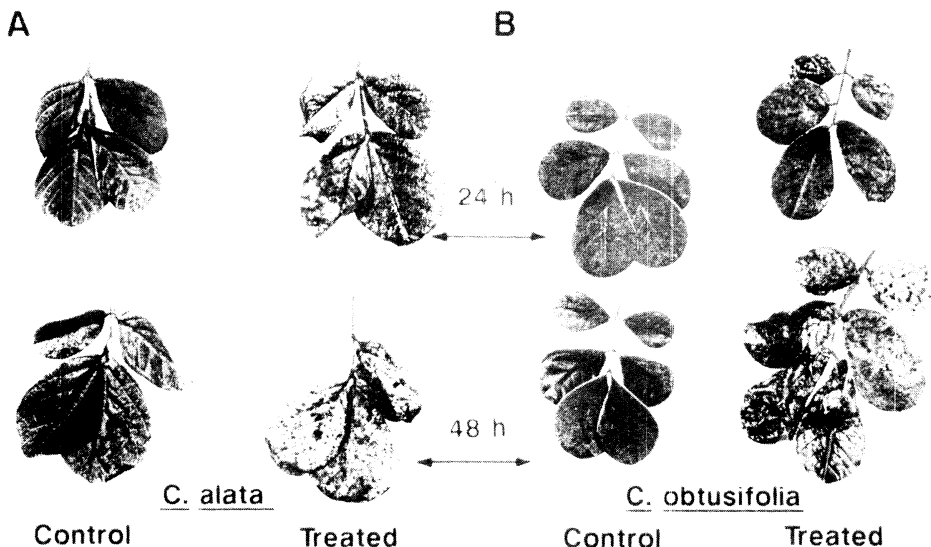 A
B
24 h
48 h
C. alata
C. obtusifolia
Control
Treated
Control
Treated